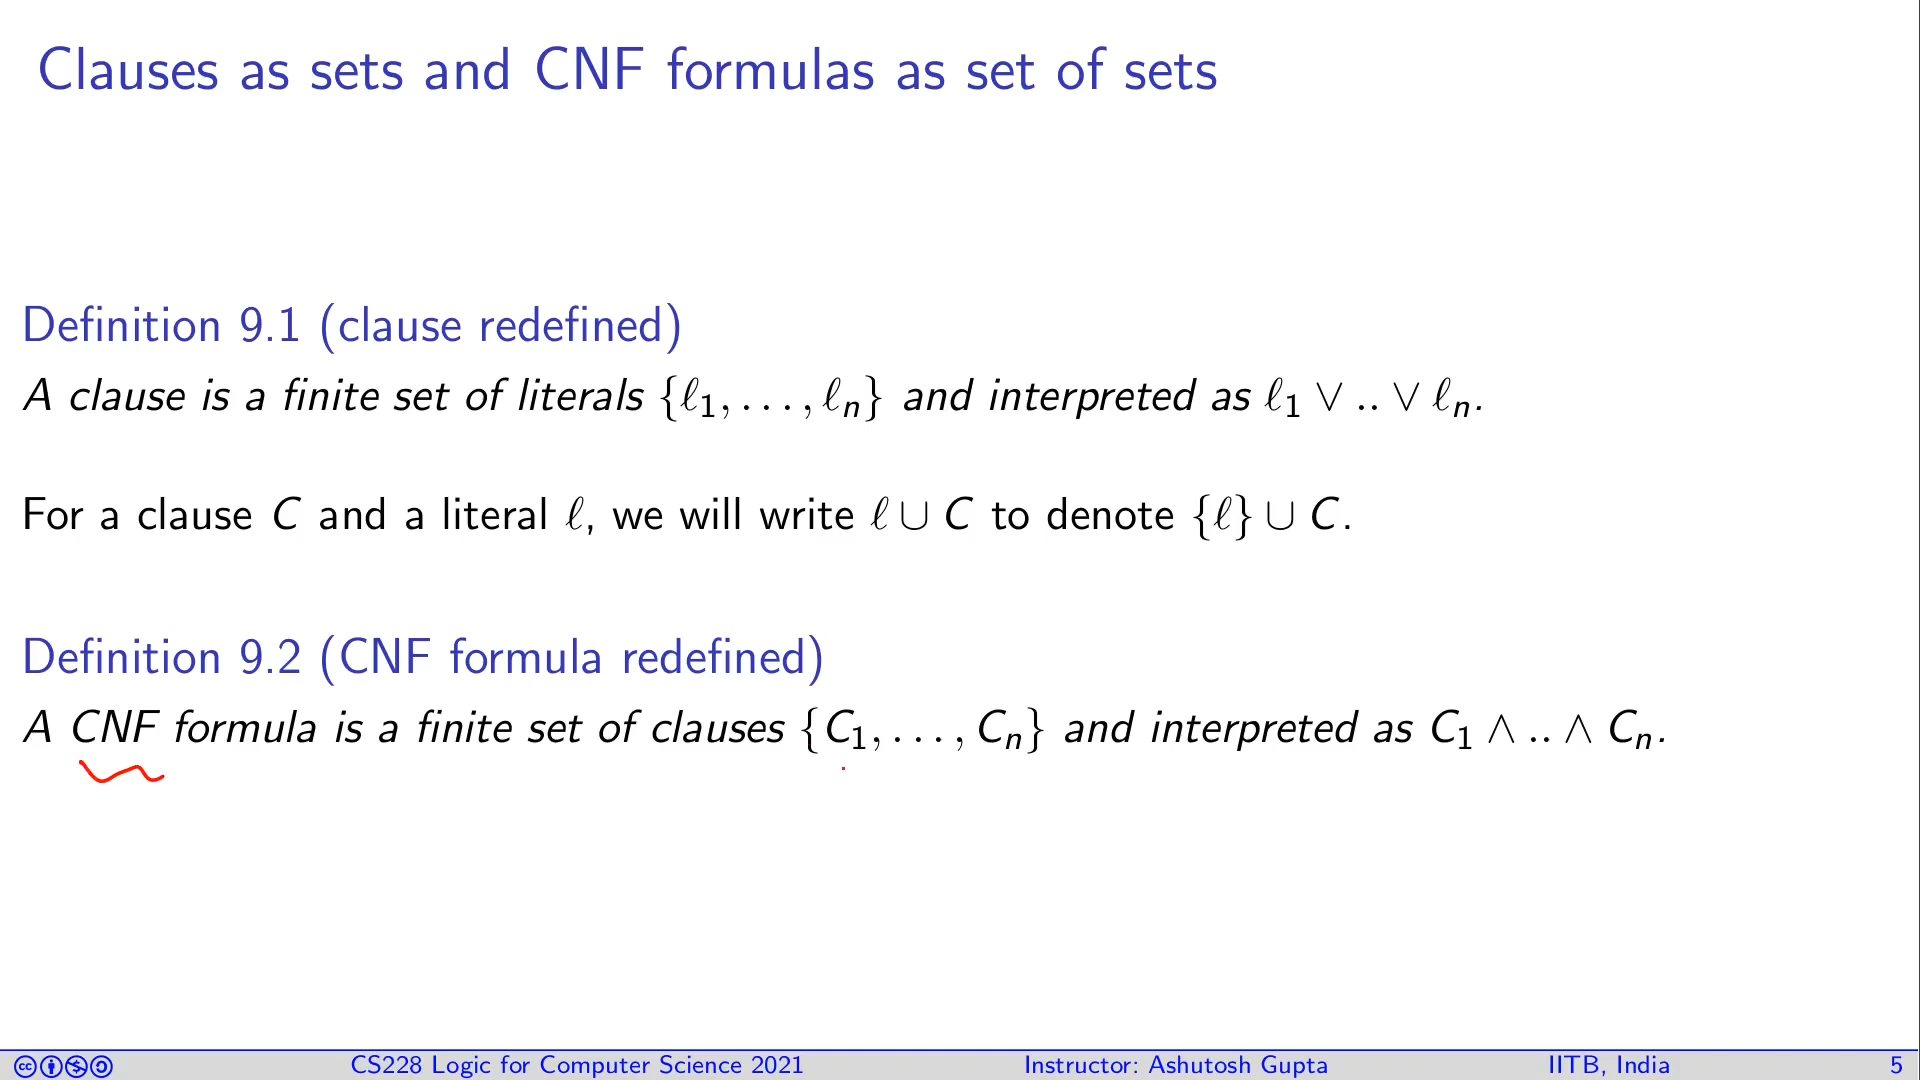 Clauses as sets and CNF formulas as set of sets
Definition 9.1 (clause redefined)
A clause is a finite set of literals {ℓ₁, . . . , ℓₙ} and interpreted as ℓ₁ ∨ .. ∨ ℓₙ.
For a clause C and a literal ℓ, we will write ℓ ∪ C to denote {ℓ} ∪ C.
Definition 9.2 (CNF formula redefined)
A CNF formula is a finite set of clauses {C₁, . . . , Cₙ} and interpreted as C₁ ∧ .. ∧ Cₙ.
CS228 Logic for Computer Science 2021 Instructor: Ashutosh Gupta IITB, India 5